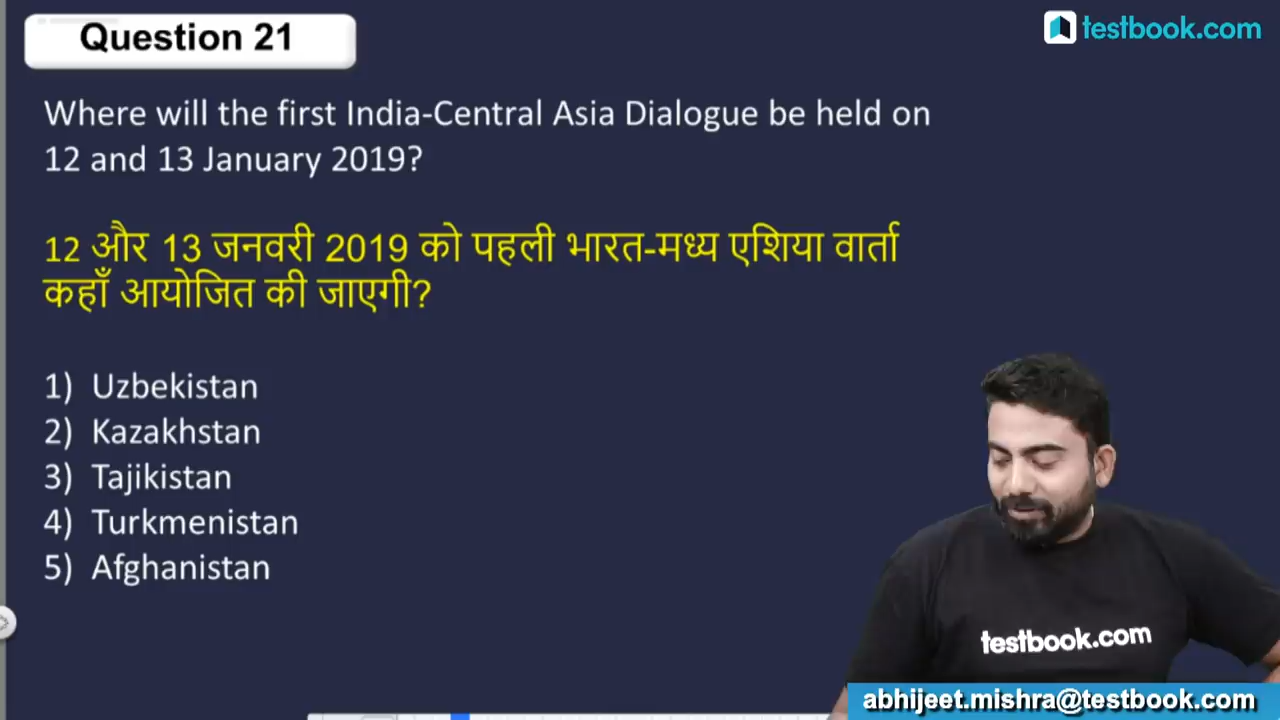 Question 21
testbook.com
Where will the first India-Central Asia Dialogue be held on
12 and 13 January 2019?
12 और 13 जनवरी 2019 को पहली भारत-मध्य एशिया वार्ता
कहाँ आयोजित की जाएगी?
1) Uzbekistan
2) Kazakhstan
3) Tajikistan
4) Turkmenistan
5) Afghanistan
testbook.com
abhijeet.mishra@testbook.com